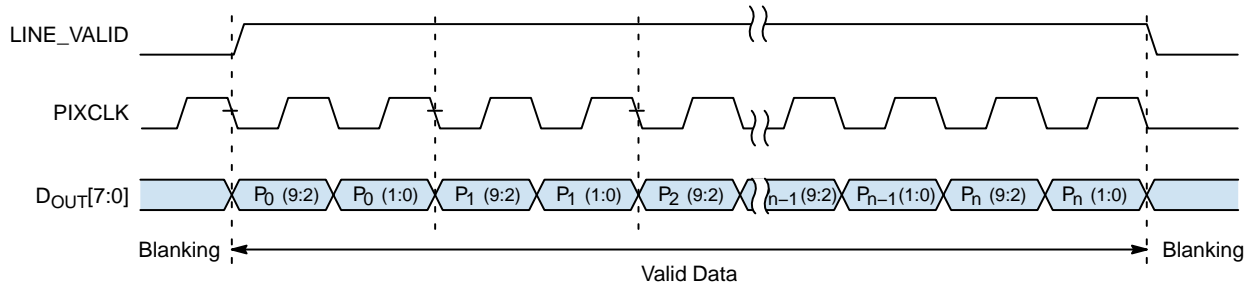 LINE_VALID
PIXCLK
DOUT[7:0]
P0 (9:2) P0 (1:0) P1 (9:2) P1 (1:0) P2 (9:2) n−1 (9:2) Pn−1 (1:0) Pn (9:2) Pn (1:0)
Blanking
Valid Data
Blanking